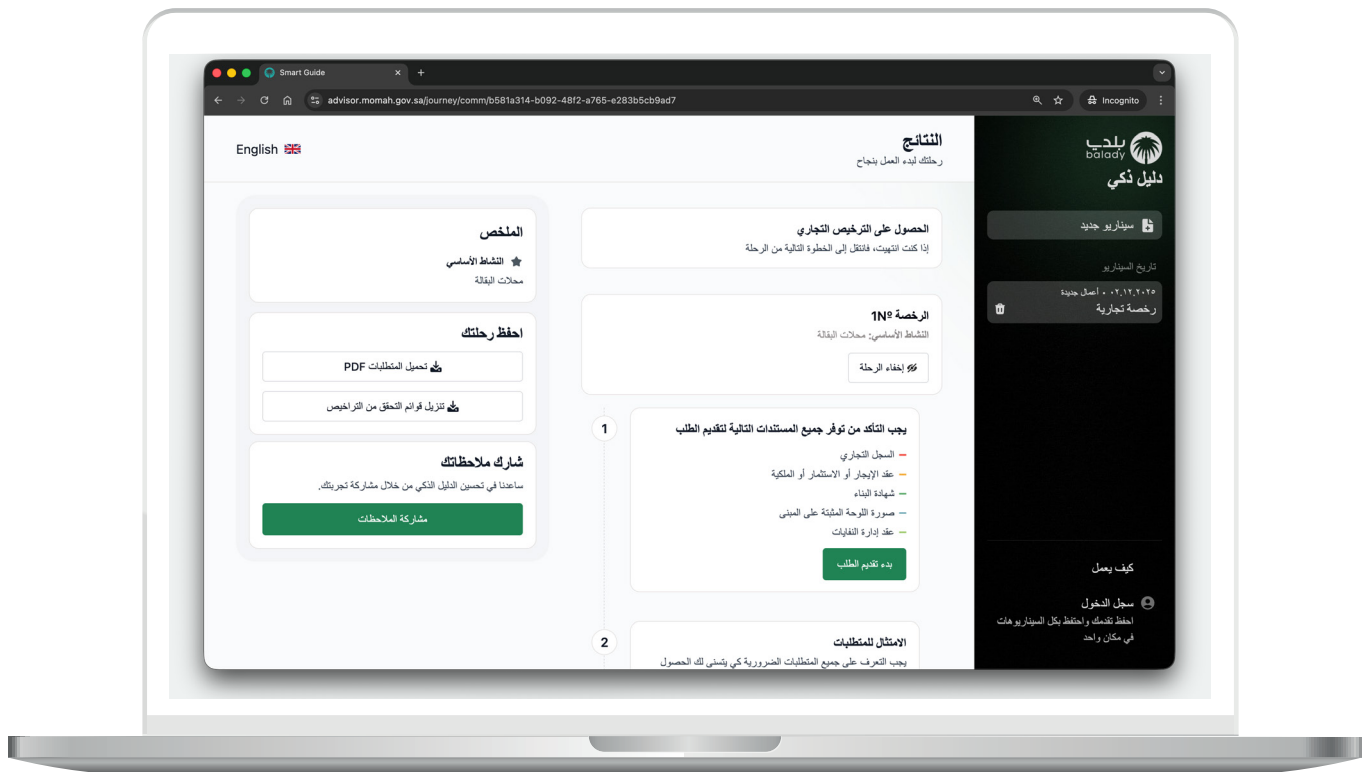 Smart Guide
advisor.momah.gov.sa/journey/comm/b581a314-b092-48f2-a765-e283b5cb9ad7
Incognito
بلدي
balady
دليل ذكي
سيناريو جديد
تاريخ السيناريو
٠٢,١٢,٢٠٢٥ • أعمال جديدة
رخصة تجارية
كيف يعمل
سجل الدخول
احفظ تقدمك واحتفظ بكل السيناريوهات
في مكان واحد
النتائج
رحلتك لبدء العمل بنجاح
English
الحصول على الترخيص التجاري
إذا كنت انتهيت، فانتقل إلى الخطوة التالية من الرحلة
الرخصة Nº1
النشاط الأساسي: محلات البقالة
إخفاء الرحلة
1
يجب التأكد من توفر جميع المستندات التالية لتقديم الطلب
السجل التجاري
عقد الإيجار أو الاستثمار أو الملكية
شهادة البناء
صورة اللوحة المثبتة على المبنى
عقد إدارة النفايات
بدء تقديم الطلب
2
الامتثال للمتطلبات
يجب التعرف على جميع المتطلبات الضرورية كي يتسنى لك الحصول
الملخص
النشاط الأساسي
محلات البقالة
احفظ رحلتك
تحميل المتطلبات PDF
تنزيل قوائم التحقق من التراخيص
شارك ملاحظاتك
ساعدنا في تحسين الدليل الذكي من خلال مشاركة تجربتك.
مشاركة الملاحظات